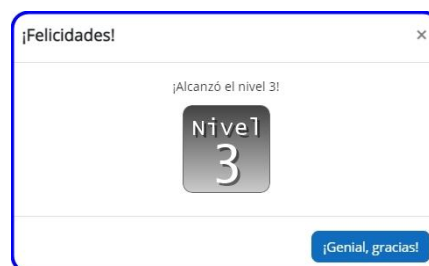 ¡Felicidades!
×
¡Alcanzó el nivel 3!
Nivel
3
¡Genial, gracias!